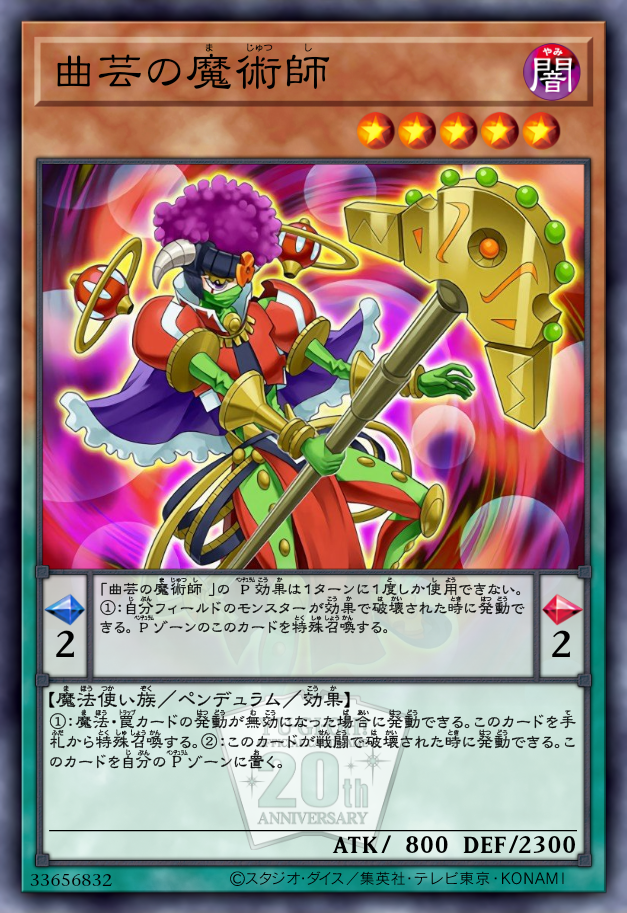 曲芸の魔術師
闇
「曲芸の魔術師」のP効果は1ターンに1度しか使用できない。
①:自分フィールドのモンスターが効果で破壊された時に発動で
きる。Pゾーンのこのカードを特殊召喚する。
2
2
【魔法使い族/ペンデュラム/効果】
①:魔法・罠カードの発動が無効になった場合に発動できる。このカードを手
札から特殊召喚する。②:このカードが戦闘で破壊された時に発動できる。こ
のカードを自分のPゾーンに置く。
20th
ANNIVERSARY
ATK/ 800 DEF/2300
33656832
©スタジオ・ダイス/集英社・テレビ東京・KONAMI